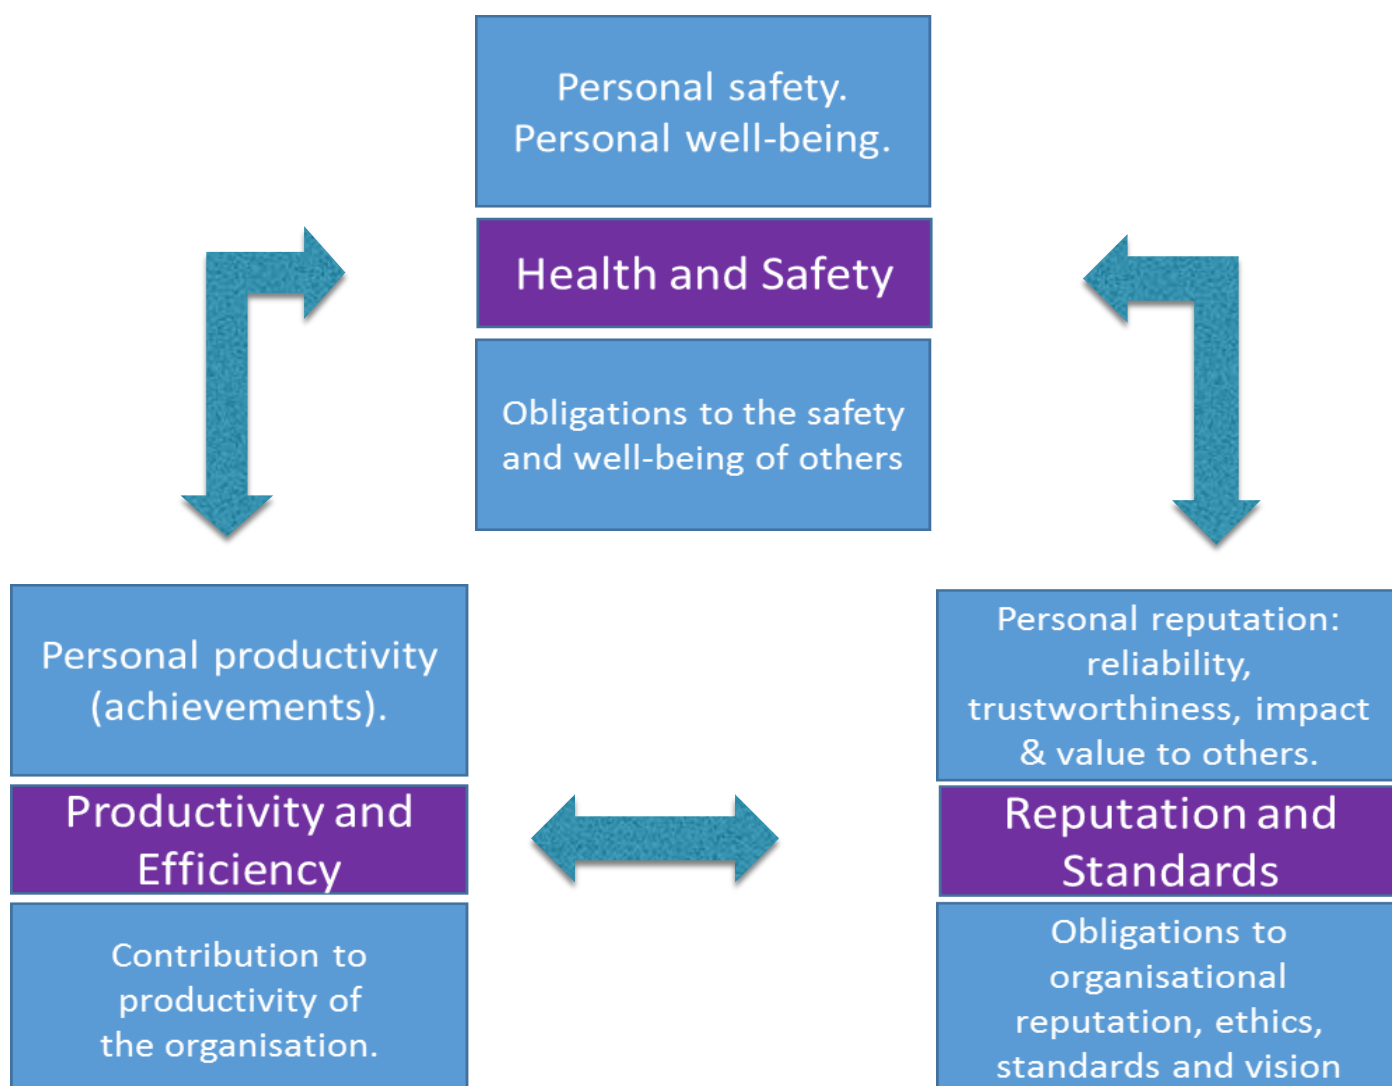 Personal safety.
Personal well-being.
Health and Safety
Obligations to the safety
and well-being of others
Personal productivity
(achievements).
Productivity and
Efficiency
Contribution to
productivity of
the organisation.
Personal reputation:
reliability,
trustworthiness, impact
& value to others.
Reputation and
Standards
Obligations to
organisational
reputation, ethics,
standards and vision